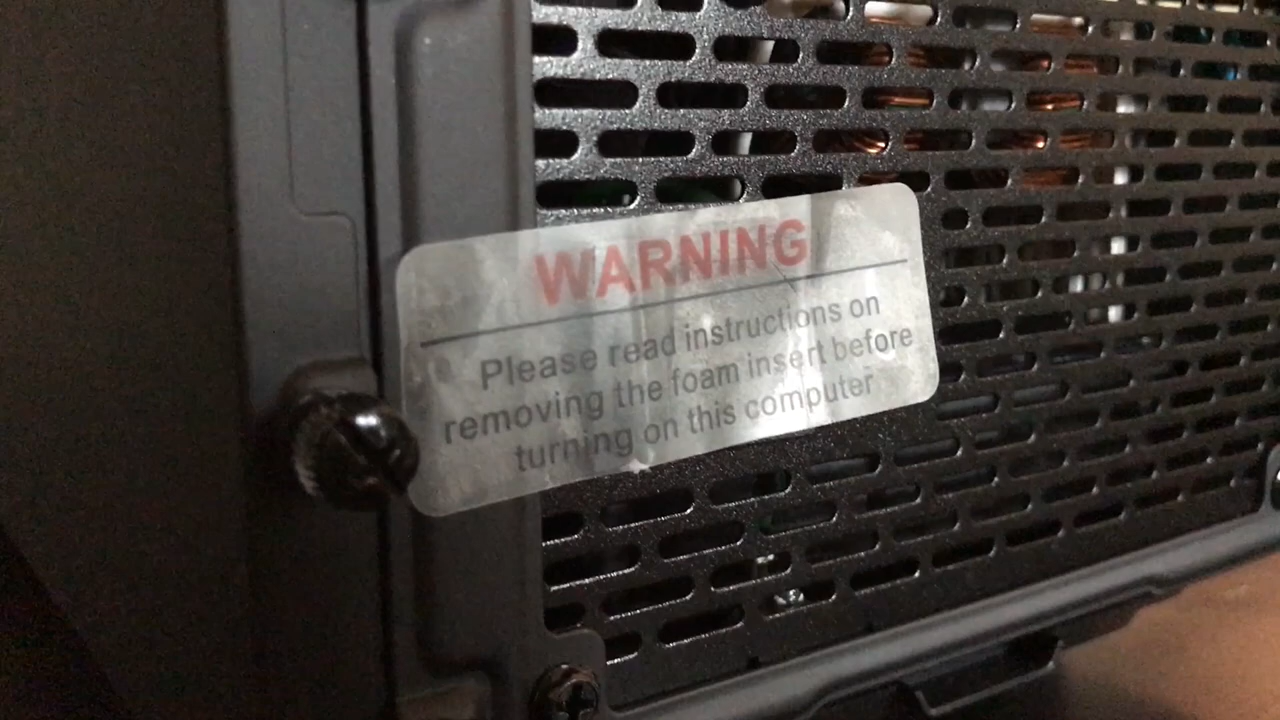 WARNING
Please read instructions on
removing the foam insert before
turning on this computer